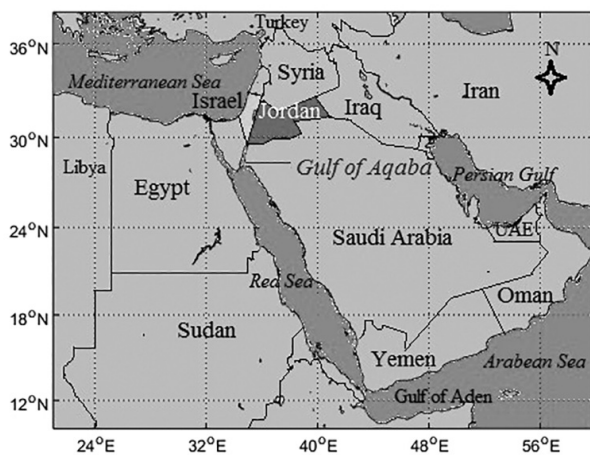 Turkey
36°N
N
Mediterranean Sea
Syria
Iran
Israel
Jordan
Iraq
30°N
Libya
Gulf of Aqaba
Persian Gulf
Egypt
24°N
Saudi Arabia
UAE
Red Sea
Oman
18°N
Sudan
Yemen
Arabean Sea
12°N
Gulf of Aden
24°E
32°E
40°E
48°E
56°E